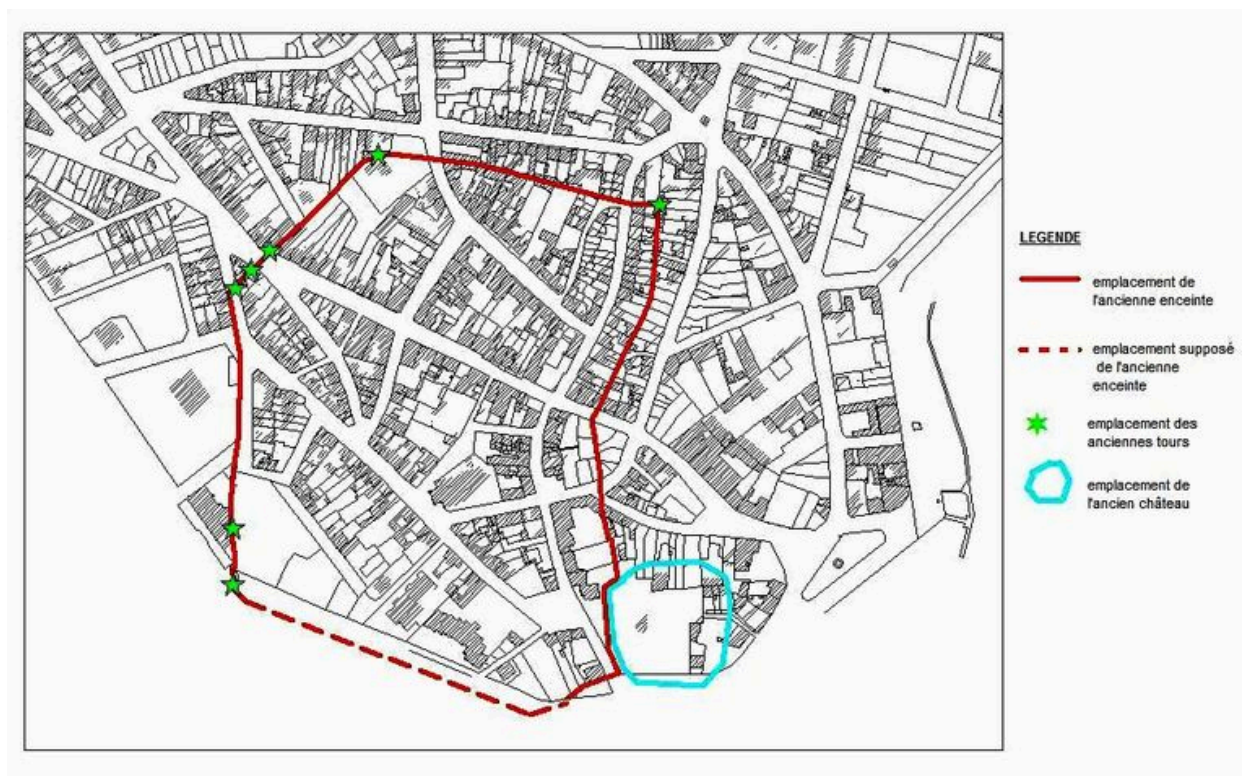 LEGENDE
emplacement de
l'ancienne enceinte
emplacement supposé
de l'ancienne
enceinte
emplacement des
anciennes tours
emplacement de
l'ancien château